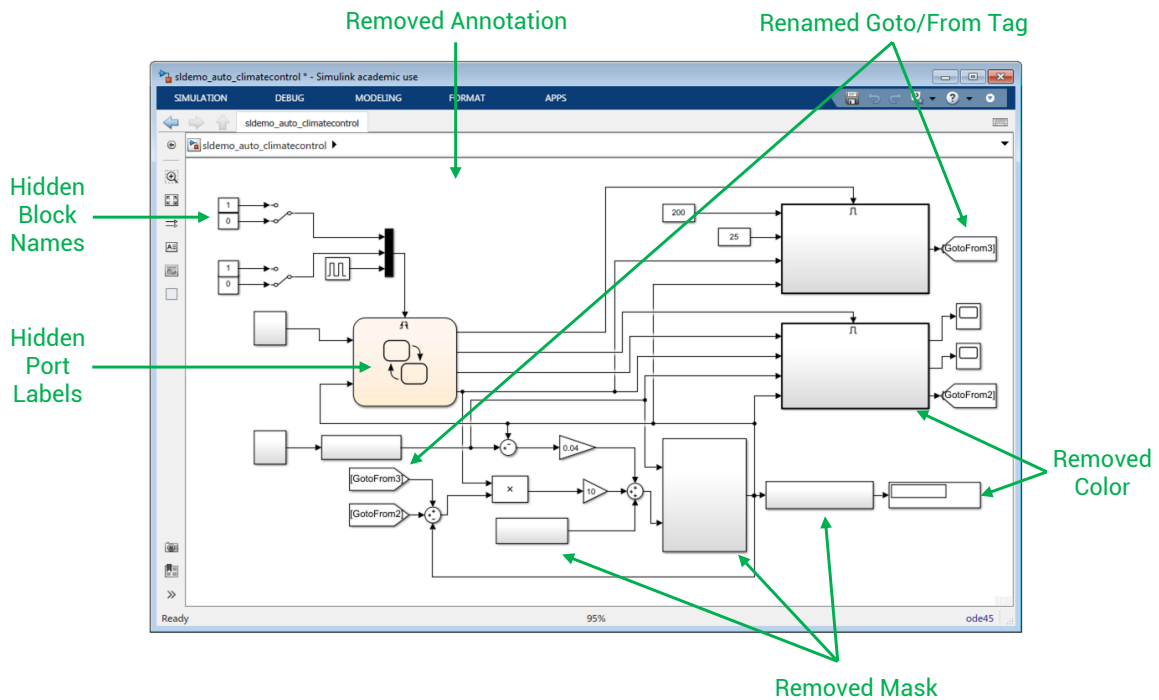 Removed Annotation
Renamed Goto/From Tag
sldemo_auto_climatecontrol * - Simulink academic use
SIMULATION
DEBUG
MODELING
FORMAT
APPS
sldemo_auto_climatecontrol
sldemo_auto_climatecontrol
Hidden
Block
Names
1
0
200
25
[GotoFrom3]
1
0
Hidden
Port
Labels
[GotoFrom2]
0.04
[GotoFrom3]
×
10
[GotoFrom2]
Removed
Color
Ready
95%
ode45
Removed Mask